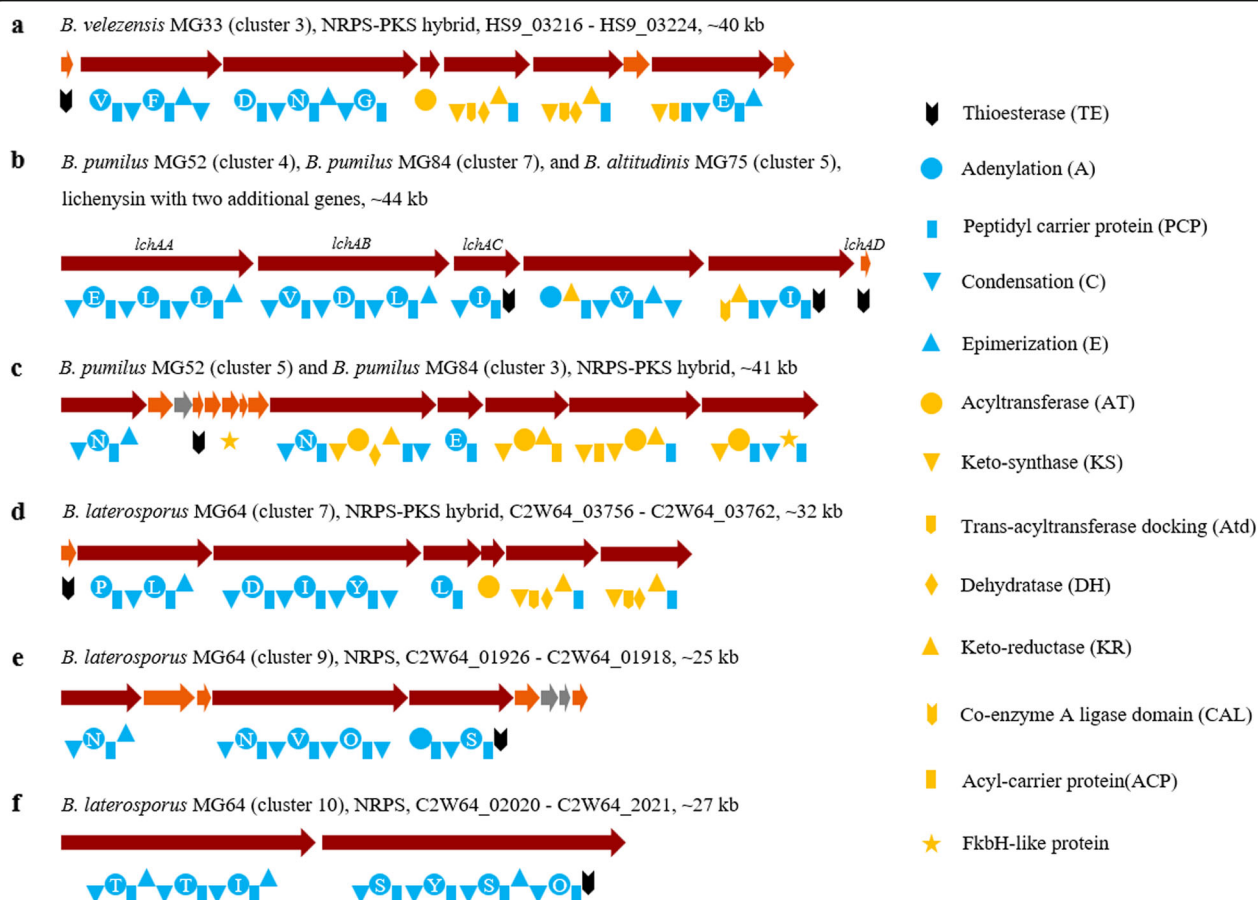 a B. velezensis MG33 (cluster 3), NRPS-PKS hybrid, HS9_03216 - HS9_03224, ~40 kb
V F D N G E
b B. pumilus MG52 (cluster 4), B. pumilus MG84 (cluster 7), and B. altitudinis MG75 (cluster 5),
lichenysin with two additional genes, ~44 kb
lchAA lchAB lchAC lchAD
E L L V D L I V I
c B. pumilus MG52 (cluster 5) and B. pumilus MG84 (cluster 3), NRPS-PKS hybrid, ~41 kb
N N E
d B. laterosporus MG64 (cluster 7), NRPS-PKS hybrid, C2W64_03756 - C2W64_03762, ~32 kb
P L D I Y L
e B. laterosporus MG64 (cluster 9), NRPS, C2W64_01926 - C2W64_01918, ~25 kb
N N V O S
f B. laterosporus MG64 (cluster 10), NRPS, C2W64_02020 - C2W64_2021, ~27 kb
T T I S Y S O
Thioesterase (TE)
Adenylation (A)
Peptidyl carrier protein (PCP)
Condensation (C)
Epimerization (E)
Acyltransferase (AT)
Keto-synthase (KS)
Trans-acyltransferase docking (Atd)
Dehydratase (DH)
Keto-reductase (KR)
Co-enzyme A ligase domain (CAL)
Acyl-carrier protein(ACP)
FkbH-like protein